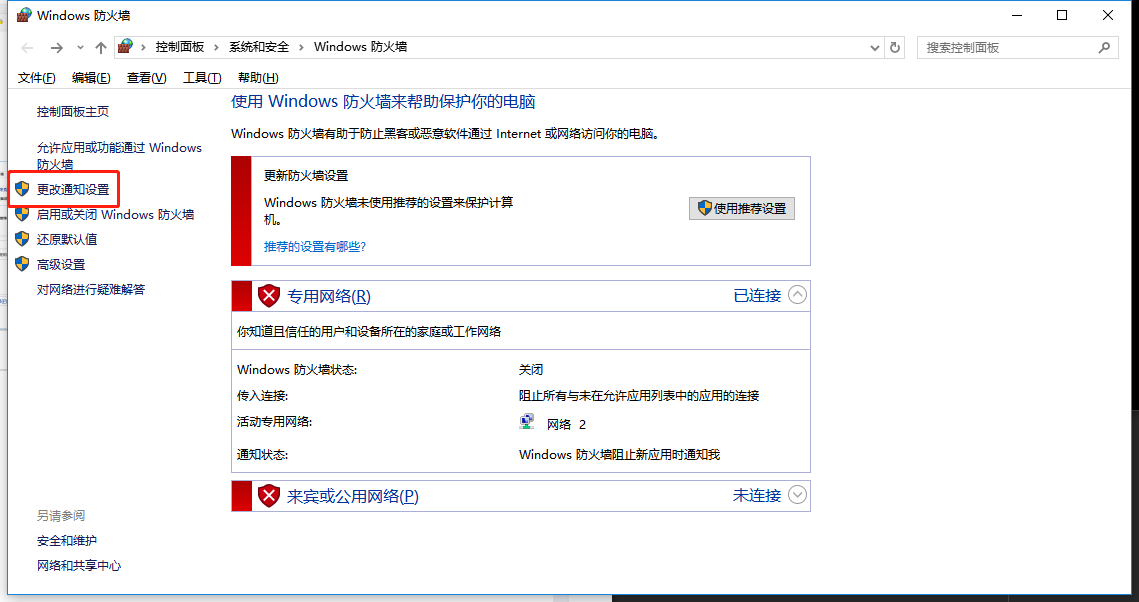 Windows 防火墙
控制面板 › 系统和安全 › Windows 防火墙
搜索控制面板
文件(F) 编辑(E) 查看(V) 工具(T) 帮助(H)
控制面板主页
允许应用或功能通过 Windows
防火墙
更改通知设置
启用或关闭 Windows 防火墙
还原默认值
高级设置
对网络进行疑难解答
另请参阅
安全和维护
网络和共享中心
使用 Windows 防火墙来帮助保护你的电脑
Windows 防火墙有助于防止黑客或恶意软件通过 Internet 或网络访问你的电脑。
更新防火墙设置
Windows 防火墙未使用推荐的设置来保护计算
机。
使用推荐设置
推荐的设置有哪些?
专用网络(R) 已连接
你知道且信任的用户和设备所在的家庭或工作网络
Windows 防火墙状态: 关闭
传入连接: 阻止所有与未在允许应用列表中的应用的连接
活动专用网络: 网络 2
通知状态: Windows 防火墙阻止新应用时通知我
来宾或公用网络(P) 未连接